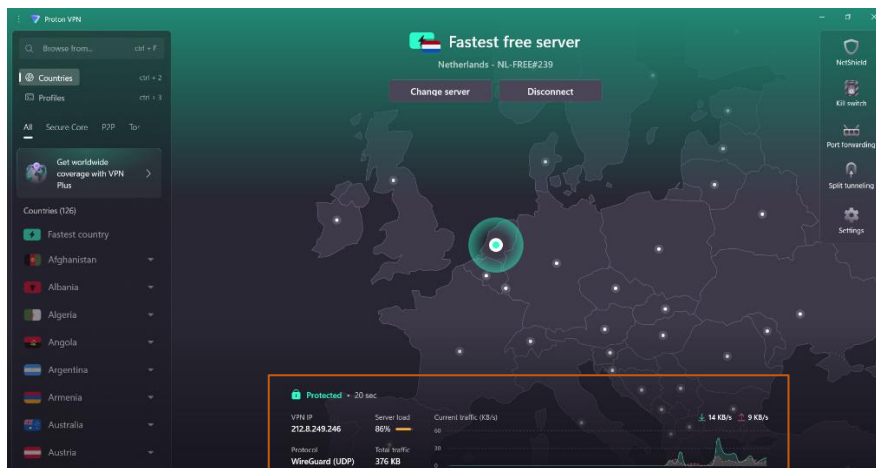 Proton VPN
Browse from... ctrl + F
Countries ctrl + 2
Profiles ctrl + 3
All Secure Core P2P Tor
Get worldwide
coverage with VPN
Plus
Countries (126)
Fastest country
Afghanistan
Albania
Algeria
Angola
Argentina
Armenia
Australia
Austria
Fastest free server
Netherlands - NL-FREE#239
Change server Disconnect
NetShield
Kill switch
Port forwarding
Split tunneling
Settings
Protected • 20 sec
VPN IP Server load Current traffic (KB/s) 14 KB/s 9 KB/s
212.8.249.246 86% 60
Protocol Total traffic 30
WireGuard (UDP) 376 KB 0